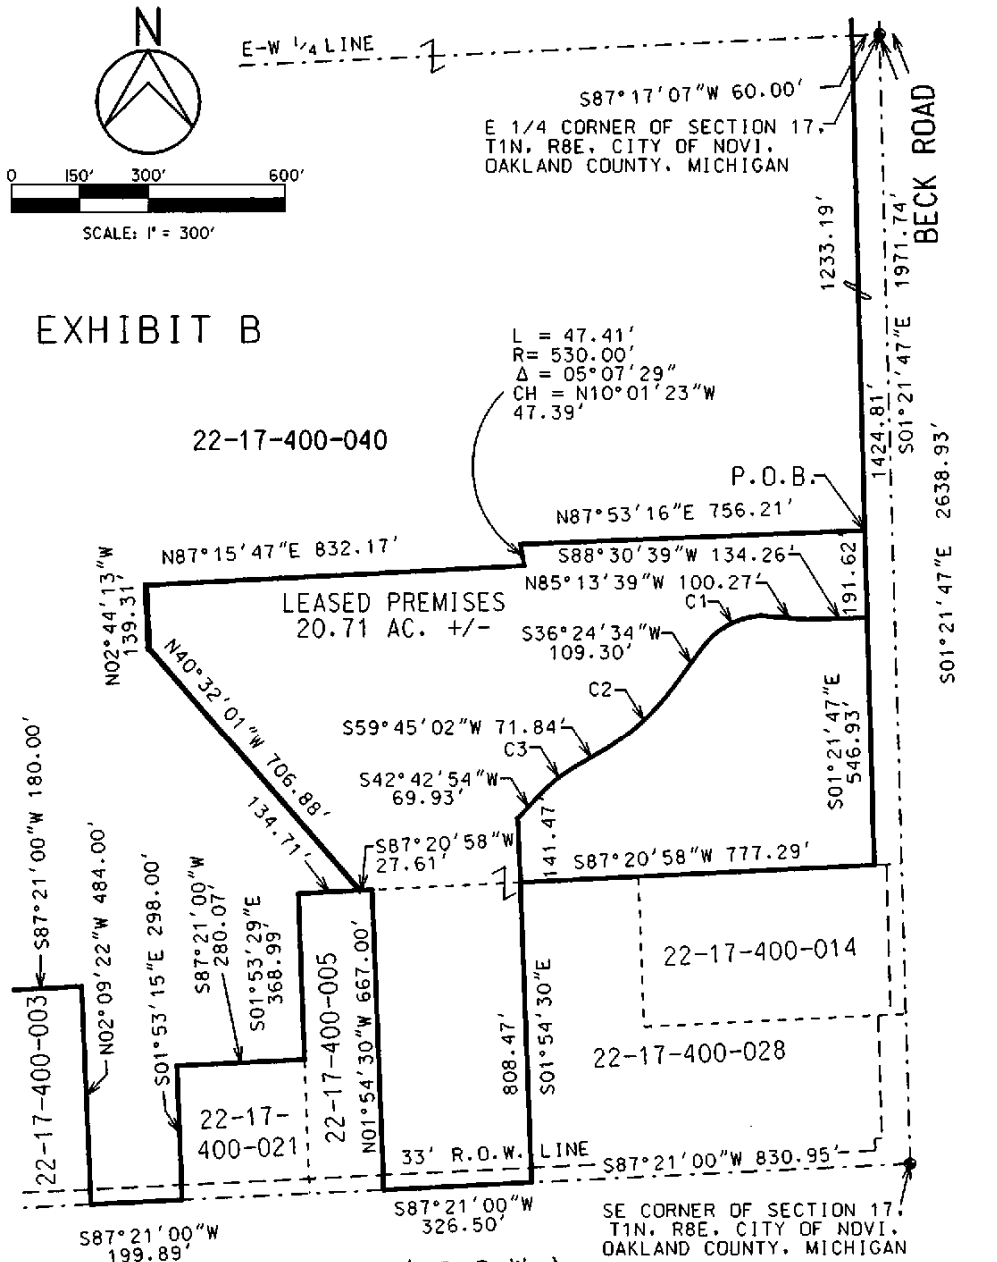 N
E-W 1/4 LINE
S87°17'07"W 60.00'
E 1/4 CORNER OF SECTION 17,
T1N, R8E, CITY OF NOVI,
OAKLAND COUNTY, MICHIGAN
BECK ROAD
0 150' 300' 600'
SCALE: 1" = 300'
1233.19'
S01°21'47"E 1971.74'
EXHIBIT B
L = 47.41'
R= 530.00'
Δ = 05°07'29"
CH = N10°01'23"W
47.39'
22-17-400-040
1424.81'
S01°21'47"E 2638.93'
P.O.B.
N87°53'16"E 756.21'
N87°15'47"E 832.17'
S88°30'39"W 134.26'
191.62'
N85°13'39"W 100.27'
C1
N02°44'13"W
139.31'
LEASED PREMISES
20.71 AC. +/-
S36°24'34"W
109.30'
N40°32'01"W 706.88'
C2
S59°45'02"W 71.84'
C3
S01°21'47"E
546.93'
S42°42'54"W
69.93'
141.47'
134.71'
S87°20'58"W
27.61'
S87°20'58"W 777.29'
S87°21'00"W 180.00'
N02°09'22"W 484.00'
S01°53'15"E 298.00'
S87°21'00"W
280.07'
S01°53'29"E
368.99'
22-17-400-005
N01°54'30"W 667.00'
808.47'
S01°54'30"E
22-17-400-014
22-17-400-028
22-17-400-003
22-17-
400-021
33' R.O.W. LINE
S87°21'00"W 830.95'
S87°21'00"W
199.89'
S87°21'00"W
326.50'
SE CORNER OF SECTION 17,
T1N, R8E, CITY OF NOVI,
OAKLAND COUNTY, MICHIGAN